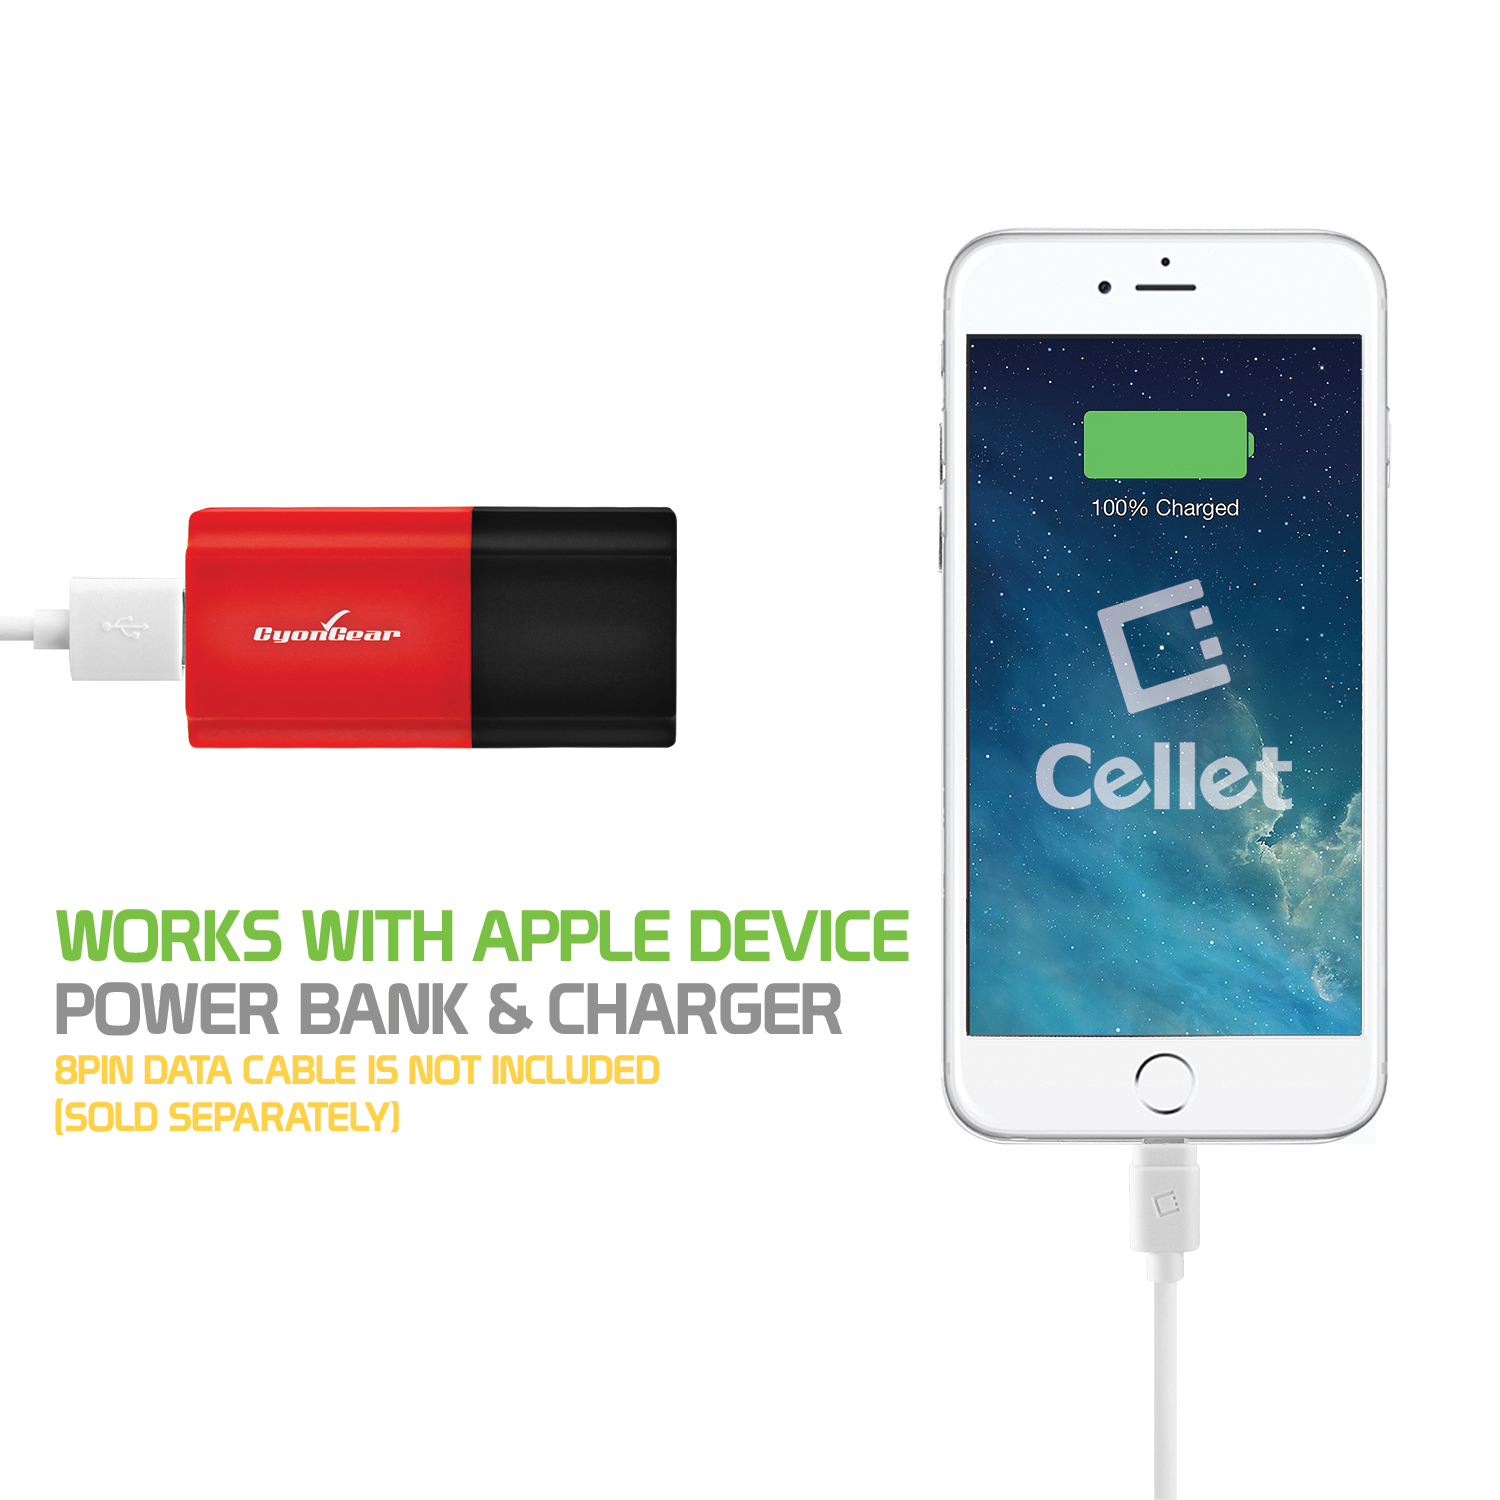 CyonGear
100% Charged
Cellet
WORKS WITH APPLE DEVICE
POWER BANK & CHARGER
8PIN DATA CABLE IS NOT INCLUDED
(SOLD SEPARATELY)